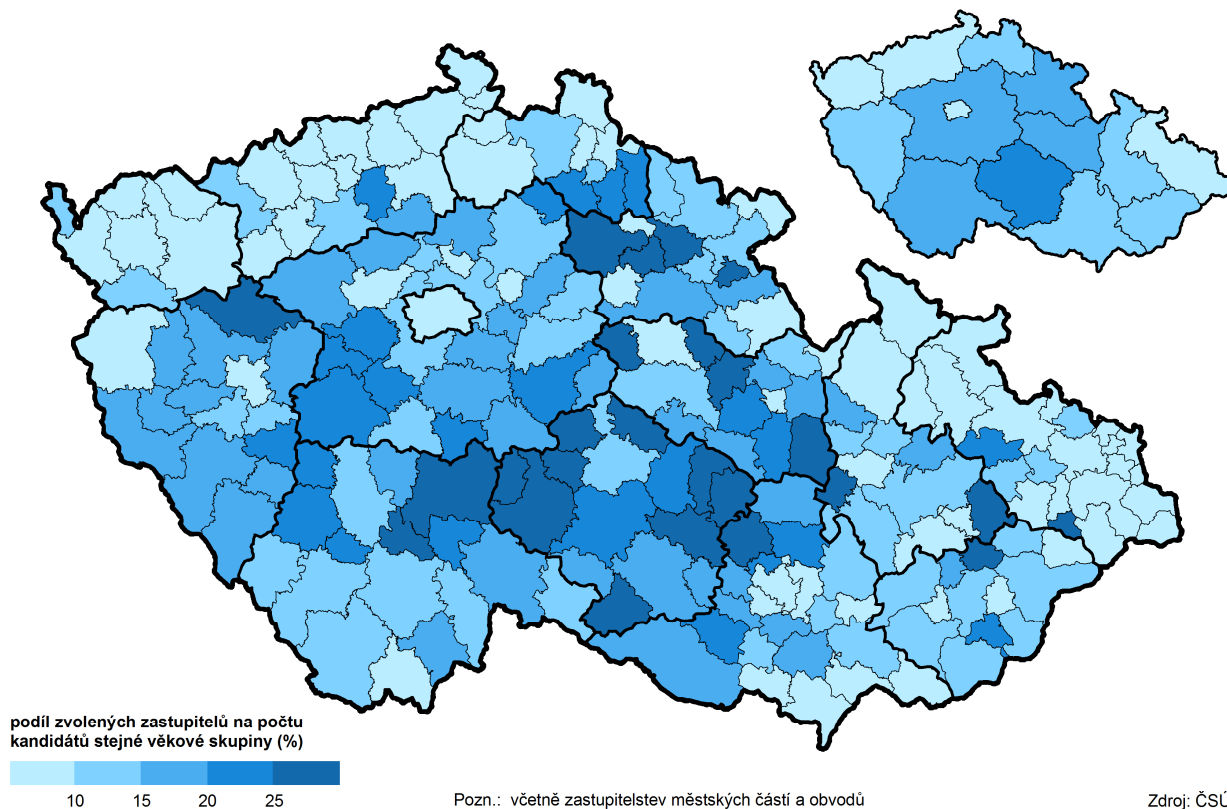 podíl zvolených zastupitelů na počtu
kandidátů stejné věkové skupiny (%)
10 15 20 25
Pozn.: včetně zastupitelstev městských částí a obvodů
Zdroj: ČSÚ